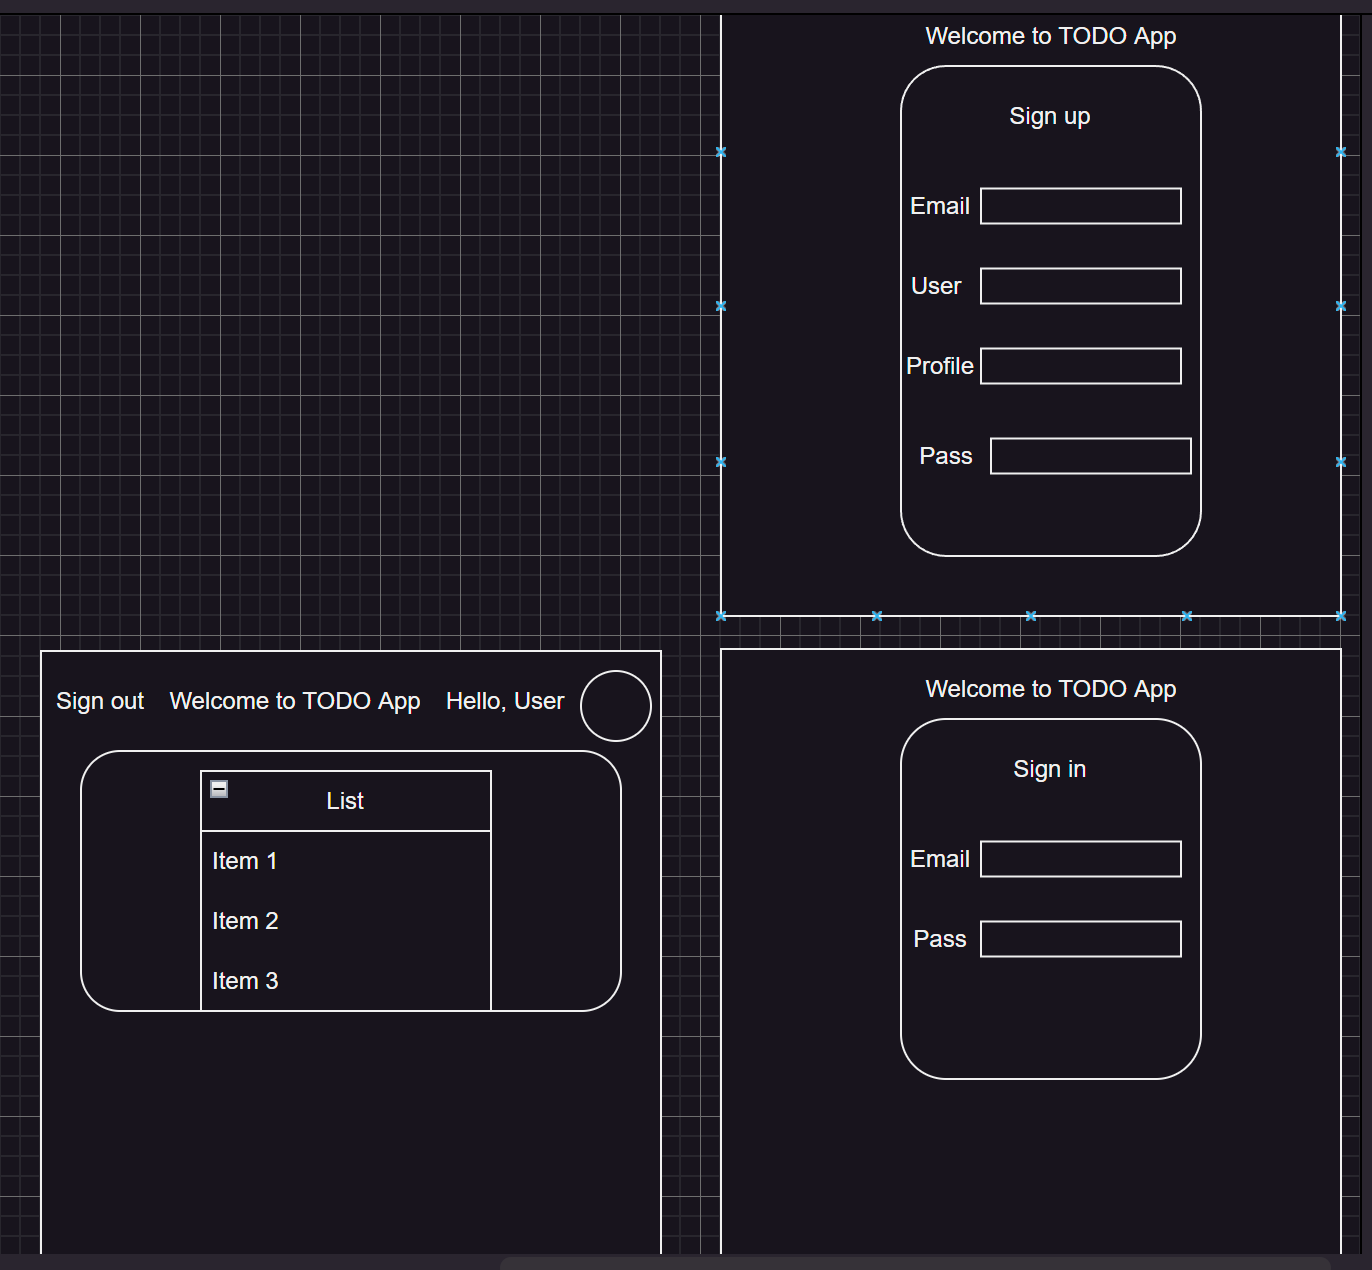 Welcome to TODO App
Sign up
Email
User
Profile
Pass
Sign out Welcome to TODO App Hello, User
List
Item 1
Item 2
Item 3
Welcome to TODO App
Sign in
Email
Pass